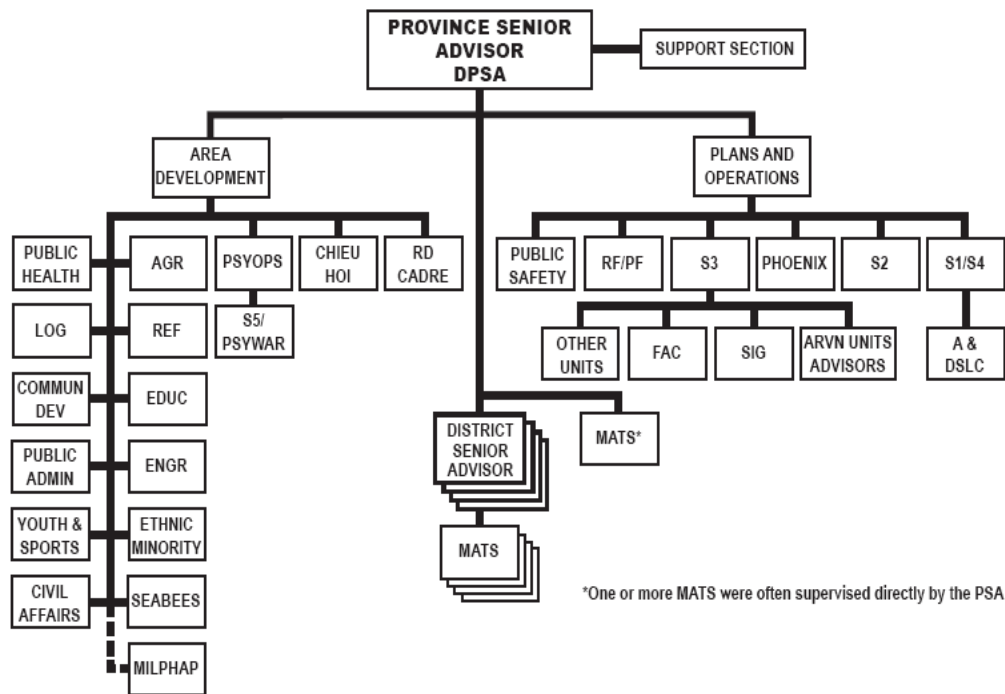 PROVINCE SENIOR
ADVISOR
DPSA
SUPPORT SECTION
AREA
DEVELOPMENT
PLANS AND
OPERATIONS
PUBLIC
HEALTH
AGR
PSYOPS
CHIEU
HOI
RD
CADRE
PUBLIC
SAFETY
RF/PF
S3
PHOENIX
S2
S1/S4
LOG
REF
S5/
PSYWAR
OTHER
UNITS
FAC
SIG
ARVN UNITS
ADVISORS
A &
DSLC
COMMUN
DEV
EDUC
DISTRICT
SENIOR
ADVISOR
MATS*
PUBLIC
ADMIN
ENGR
YOUTH &
SPORTS
ETHNIC
MINORITY
MATS
CIVIL
AFFAIRS
SEABEES
*One or more MATS were often supervised directly by the PSA
MILPHAP